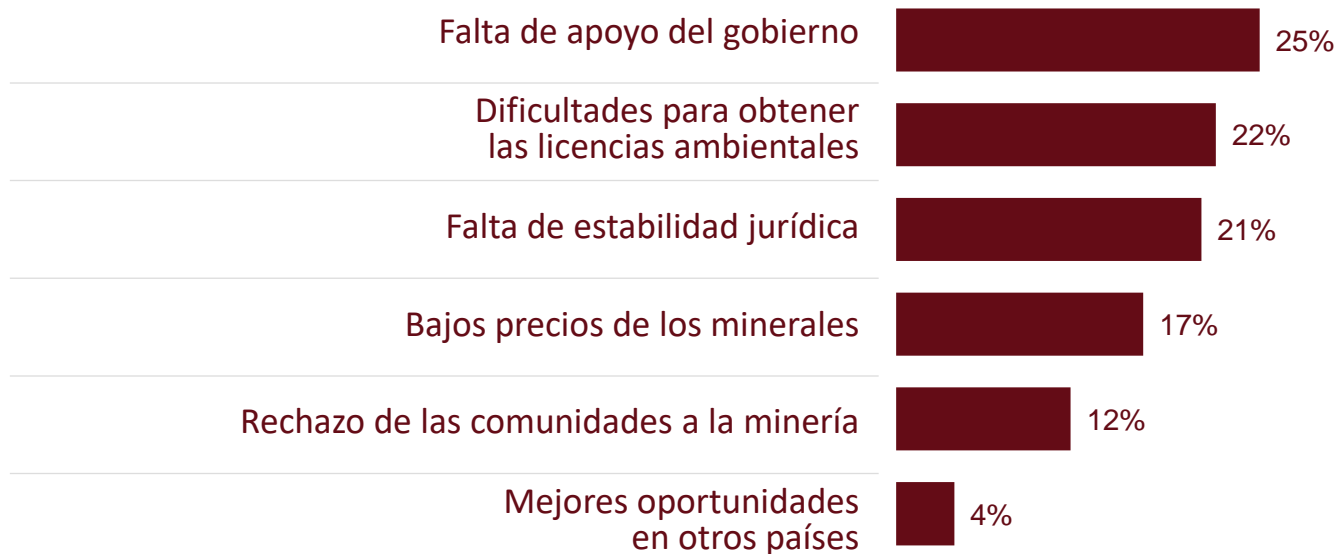 Falta de apoyo del gobierno
25%
Dificultades para obtener
las licencias ambientales
22%
Falta de estabilidad jurídica
21%
Bajos precios de los minerales
17%
Rechazo de las comunidades a la minería
12%
Mejores oportunidades
en otros países
4%